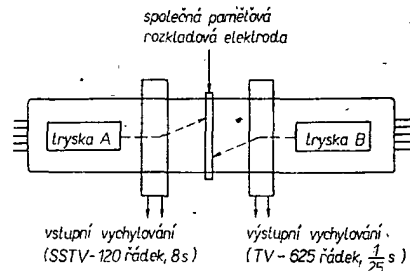 společná paměťová
rozkladová elektroda
tryska A
tryska B
vstupní vychylování
(SSTV-120 řádek, 8s)
výstupní vychylování
(TV-625 řádek, 1/25 s)